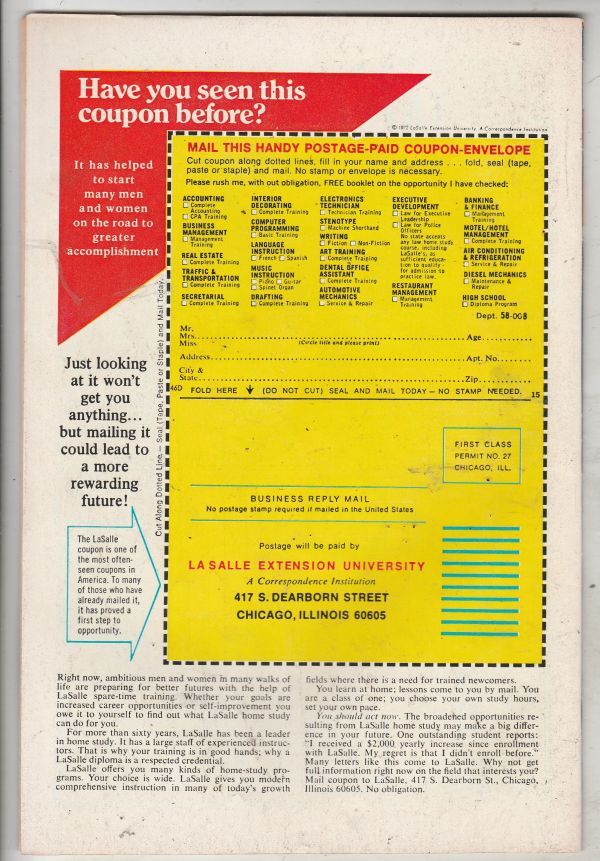 Have you seen this
coupon before?
© 1972 LaSalle Extension University, A Correspondence Institution
It has helped
to start
many men
and women
on the road to
greater
accomplishment
MAIL THIS HANDY POSTAGE-PAID COUPON-ENVELOPE
Cut coupon along dotted lines, fill in your name and address . . . fold, seal (tape,
paste or staple) and mail. No stamp or envelope is necessary.
Please rush me, with out obligation, FREE booklet on the opportunity I have checked:
ACCOUNTING
Complete
Accounting
CPA Training
BUSINESS
MANAGEMENT
Management
Training
REAL ESTATE
Complete Training
TRAFFIC &
TRANSPORTATION
Complete Training
SECRETARIAL
Complete Training
INTERIOR
DECORATING
Complete Training
COMPUTER
PROGRAMMING
Basic Training
LANGUAGE
INSTRUCTION
French Spanish
MUSIC
INSTRUCTION
Piano Guitar
Spinet Organ
DRAFTING
Complete Training
ELECTRONICS
TECHNICIAN
Technician Training
STENOTYPE
Machine Shorthand
WRITING
Fiction Non-Fiction
ART TRAINING
Complete Training
DENTAL OFFICE
ASSISTANT
Complete Training
AUTOMOTIVE
MECHANICS
Service & Repair
EXECUTIVE
DEVELOPMENT
Law for Executive
Leadership
Law for Police
Officers
No state accepts
any law home study
course, including
LaSalle's, as
sufficient educa-
tion to qualify
for admission to
practice law.
RESTAURANT
MANAGEMENT
Management
Training
BANKING
& FINANCE
Management
Training
MOTEL/HOTEL
MANAGEMENT
Complete Training
AIR CONDITIONING
& REFRIGERATION
Service & Repair
DIESEL MECHANICS
Maintenance &
Repair
HIGH SCHOOL
Diploma Program
Dept. 58-008
Mr.
Mrs. Age
Miss (Circle title and please print)
Address Apt. No.
City &
State Zip
46D FOLD HERE (DO NOT CUT) SEAL AND MAIL TODAY – NO STAMP NEEDED. 15
Cut Along Dotted Line — Seal (Tape, Paste or Staple) and Mail Today.
Just looking
at it won't
get you
anything...
but mailing it
could lead to
a more
rewarding
future!
The LaSalle
coupon is one of
the most often-
seen coupons in
America. To many
of those who have
already mailed it,
it has proved a
first step to
opportunity.
FIRST CLASS
PERMIT NO. 27
CHICAGO, ILL.
BUSINESS REPLY MAIL
No postage stamp required if mailed in the United States
Postage will be paid by
LA SALLE EXTENSION UNIVERSITY
A Correspondence Institution
417 S. DEARBORN STREET
CHICAGO, ILLINOIS 60605
Right now, ambitious men and women in many walks of
life are preparing for better futures with the help of
LaSalle spare-time training. Whether your goals are
increased career opportunities or self-improvement you
owe it to yourself to find out what LaSalle home study
can do for you.
For more than sixty years, LaSalle has been a leader
in home study. It has a large staff of experienced instruc-
tors. That is why your training is in good hands; why a
LaSalle diploma is a respected credential.
LaSalle offers you many kinds of home-study pro-
grams. Your choice is wide. LaSalle gives you modern
comprehensive instruction in many of today's growth
fields where there is a need for trained newcomers.
You learn at home; lessons come to you by mail. You
are a class of one; you choose your own study hours,
set your own pace.
You should act now. The broadened opportunities re-
sulting from LaSalle home study may make a big differ-
ence in your future. One outstanding student reports:
"I received a $2,000 yearly increase since enrollment
with LaSalle. My regret is that I didn't enroll before."
Many letters like this come to LaSalle. Why not get
full information right now on the field that interests you?
Mail coupon to LaSalle, 417 S. Dearborn St., Chicago,
Illinois 60605. No obligation.